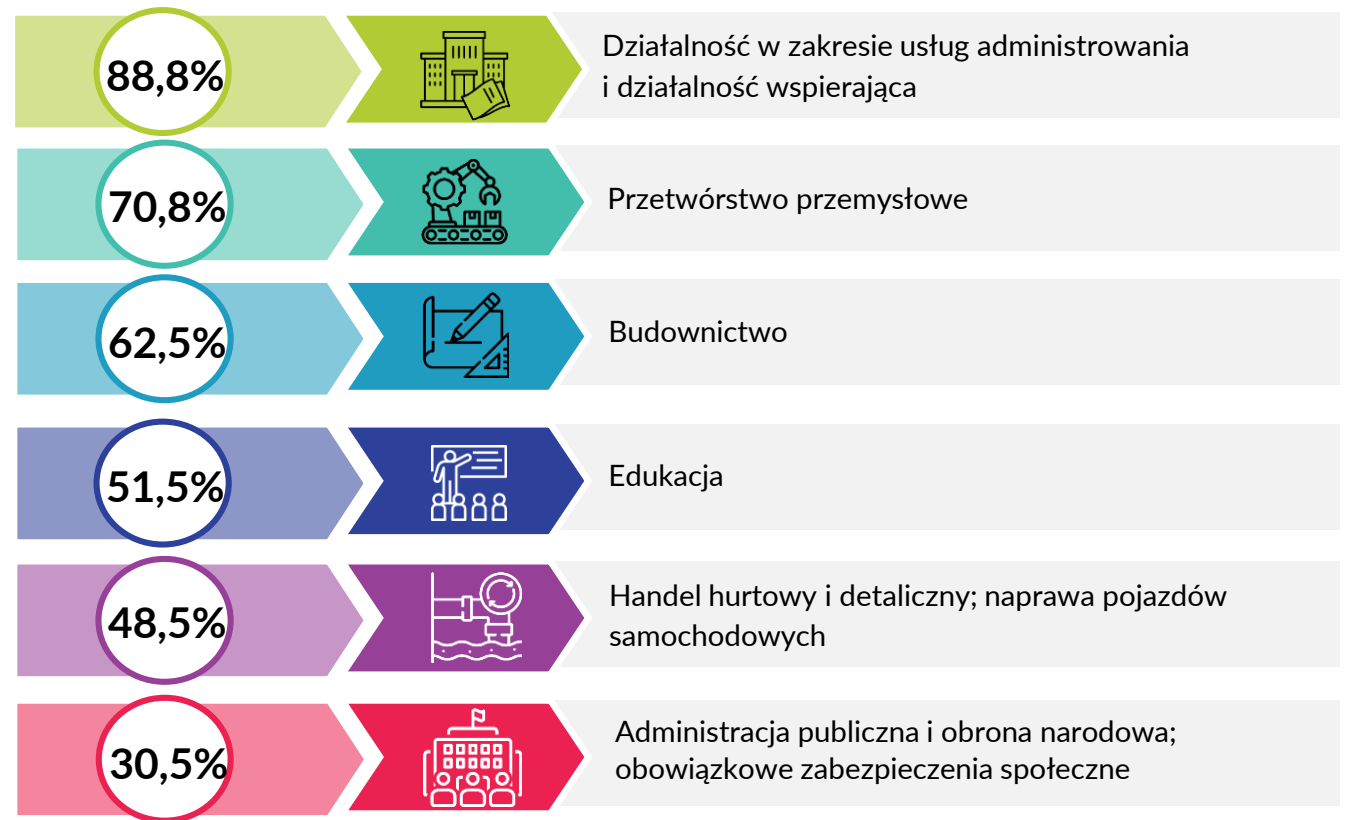 88,8%
Działalność w zakresie usług administrowania
i działalność wspierająca
70,8%
Przetwórstwo przemysłowe
62,5%
Budownictwo
51,5%
Edukacja
48,5%
Handel hurtowy i detaliczny; naprawa pojazdów
samochodowych
30,5%
Administracja publiczna i obrona narodowa;
obowiązkowe zabezpieczenia społeczne